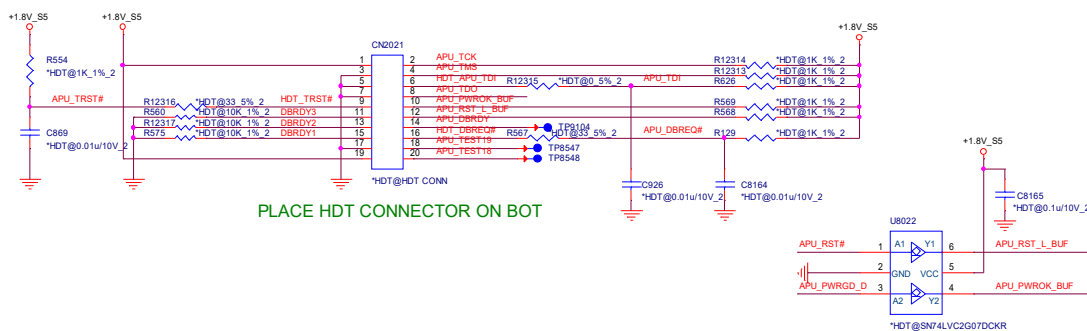 +1.8V_S5
+1.8V_S5
+1.8V_S5
R554
*HDT@1K_1%_2
APU_TRST#
C869
*HDT@0.01u/10V_2
R12316
*HDT@33_5%_2
HDT_TRST#
R560
*HDT@10K_1%_2
DBRDY3
R12317
*HDT@10K_1%_2
DBRDY2
R575
*HDT@10K_1%_2
DBRDY1
CN2021
1
2
APU_TCK
3
4
APU_TMS
5
6
HDT_APU_TDI
7
8
APU_TDO
9
10
APU_PWROK_BUF
11
12
APU_RST_L_BUF
13
14
APU_DBRDY
15
16
HDT_DBREQ#
17
18
APU_TEST19
19
20
APU_TEST18
*HDT@HDT CONN
R12315
*HDT@0_5%_2
APU_TDI
TP9104
R567
*HDT@33_5%_2
APU_DBREQ#
TP8547
TP8548
R12314
*HDT@1K_1%_2
R12313
*HDT@1K_1%_2
R626
*HDT@1K_1%_2
R569
*HDT@1K_1%_2
R568
*HDT@1K_1%_2
R129
*HDT@1K_1%_2
C926
*HDT@0.01u/10V_2
C8164
*HDT@0.01u/10V_2
PLACE HDT CONNECTOR ON BOT
+1.8V_S5
C8165
*HDT@0.1u/10V_2
U8022
APU_RST#
1
A1
Y1
6
APU_RST_L_BUF
2
GND
VCC
5
APU_PWRGD_D
3
A2
Y2
4
APU_PWROK_BUF
*HDT@SN74LVC2G07DCKR